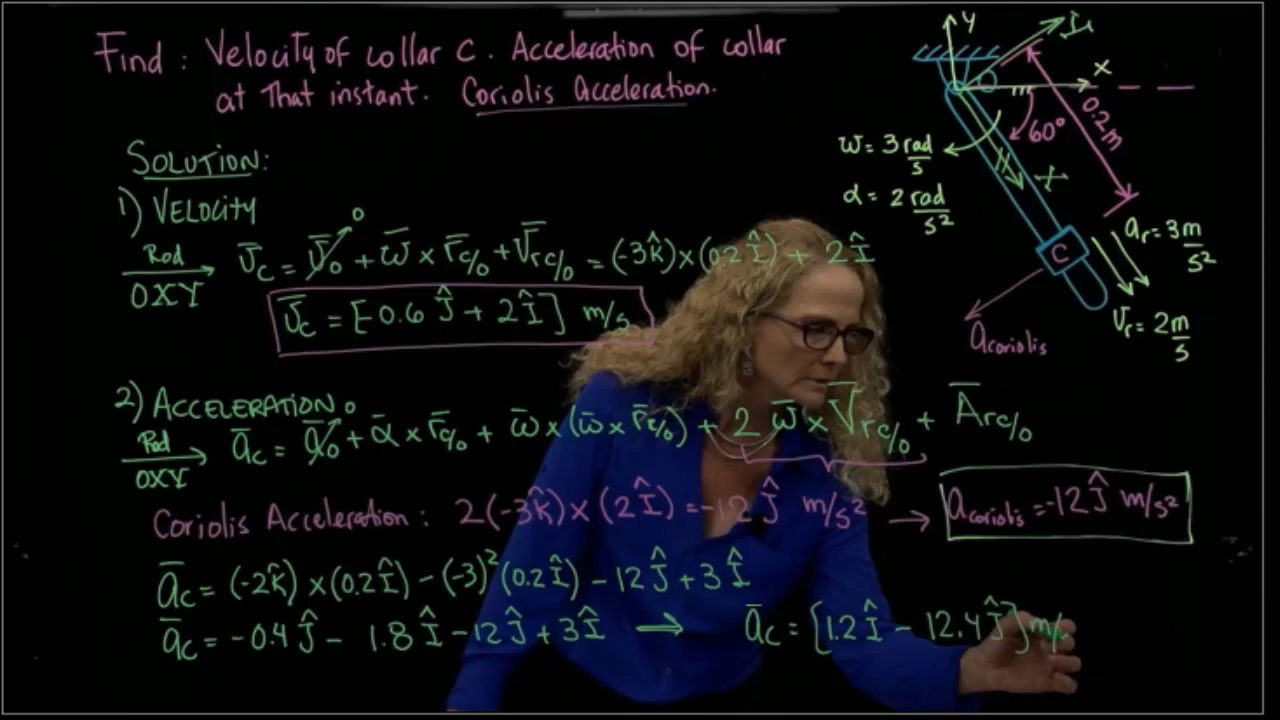 Find : Velocity of collar C. Acceleration of collar
at that instant. Coriolis Acceleration.
SOLUTION:
1) VELOCITY
Rod
OXY
V̄c = V̄o⁰ + ω̄ × r̄c/o + V̄rc/o = (-3k̂)×(0.2Î) + 2Î
V̄c = [-0.6 Ĵ + 2Î] m/s
2) ACCELERATION
Rod
OXY
āc = ā̸o⁰ + ᾱ × r̄c/o + ω̄ × (ω̄ × r̄c/o) + 2 ω̄ × V̄rc/o + Ārc/o
Coriolis Acceleration : 2(-3k̂)×(2Î) = -12 Ĵ m/s² → acoriolis = -12 Ĵ m/s²
āc = (-2k̂) × (0.2Î) - (-3)²(0.2Î) - 12 Ĵ + 3 Î
āc = -0.4 Ĵ - 1.8 Î - 12 Ĵ + 3 Î → āc = [1.2 Î - 12.4 Ĵ] m/
Y
X
60°
0.2m
ω = 3 rad/s
α = 2 rad/s²
C
ar = 3 m/s²
Vr = 2 m/s
acoriolis